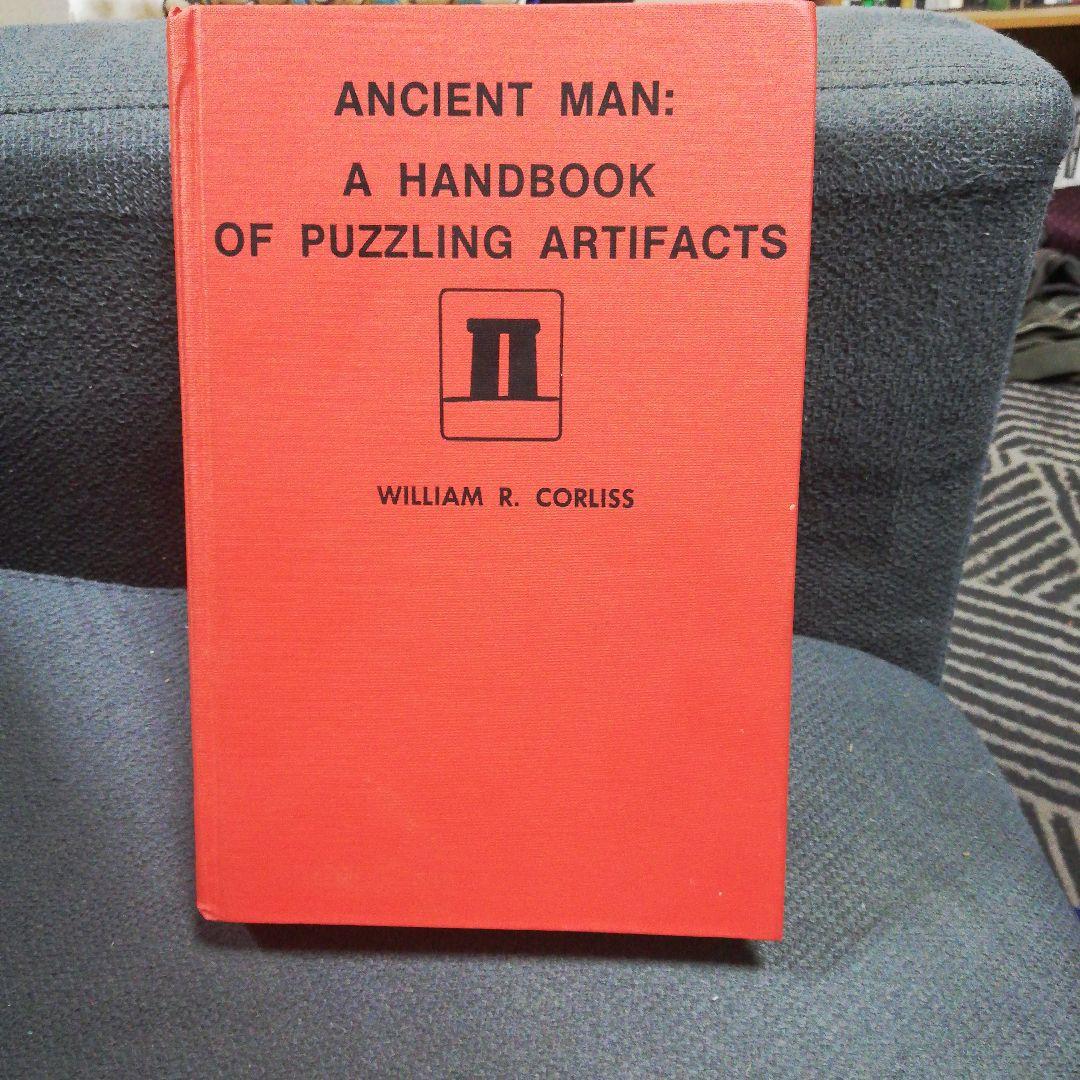 ANCIENT MAN:
A HANDBOOK
OF PUZZLING ARTIFACTS
WILLIAM R. CORLISS